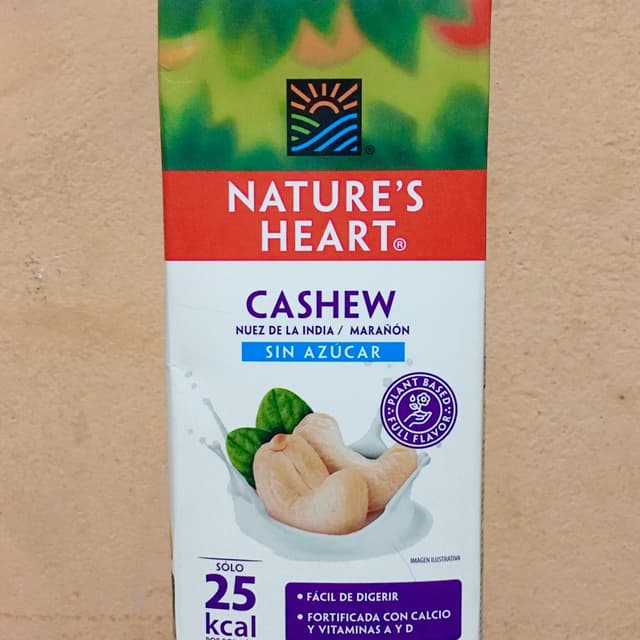 NATURE'S
HEART®
CASHEW
NUEZ DE LA INDIA / MARAÑÓN
SIN AZÚCAR
PLANT BASED
FULL FLAVOR
IMAGEN ILUSTRATIVA
SÓLO
25
kcal
• FÁCIL DE DIGERIR
• FORTIFICADA CON CALCIO
Y VITAMINAS A Y D